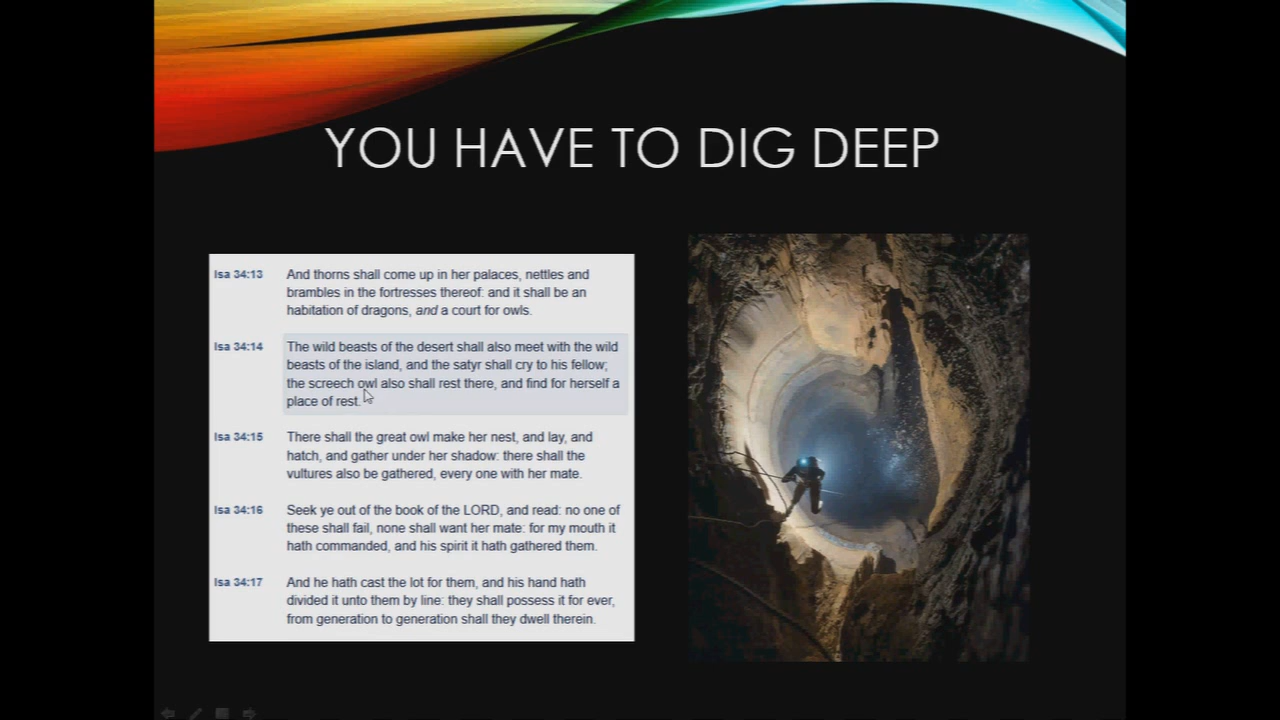 YOU HAVE TO DIG DEEP
Isa 34:13 And thorns shall come up in her palaces, nettles and
brambles in the fortresses thereof: and it shall be an
habitation of dragons, and a court for owls.
Isa 34:14 The wild beasts of the desert shall also meet with the wild
beasts of the island, and the satyr shall cry to his fellow;
the screech owl also shall rest there, and find for herself a
place of rest.
Isa 34:15 There shall the great owl make her nest, and lay, and
hatch, and gather under her shadow: there shall the
vultures also be gathered, every one with her mate.
Isa 34:16 Seek ye out of the book of the LORD, and read: no one of
these shall fail, none shall want her mate: for my mouth it
hath commanded, and his spirit it hath gathered them.
Isa 34:17 And he hath cast the lot for them, and his hand hath
divided it unto them by line: they shall possess it for ever,
from generation to generation shall they dwell therein.